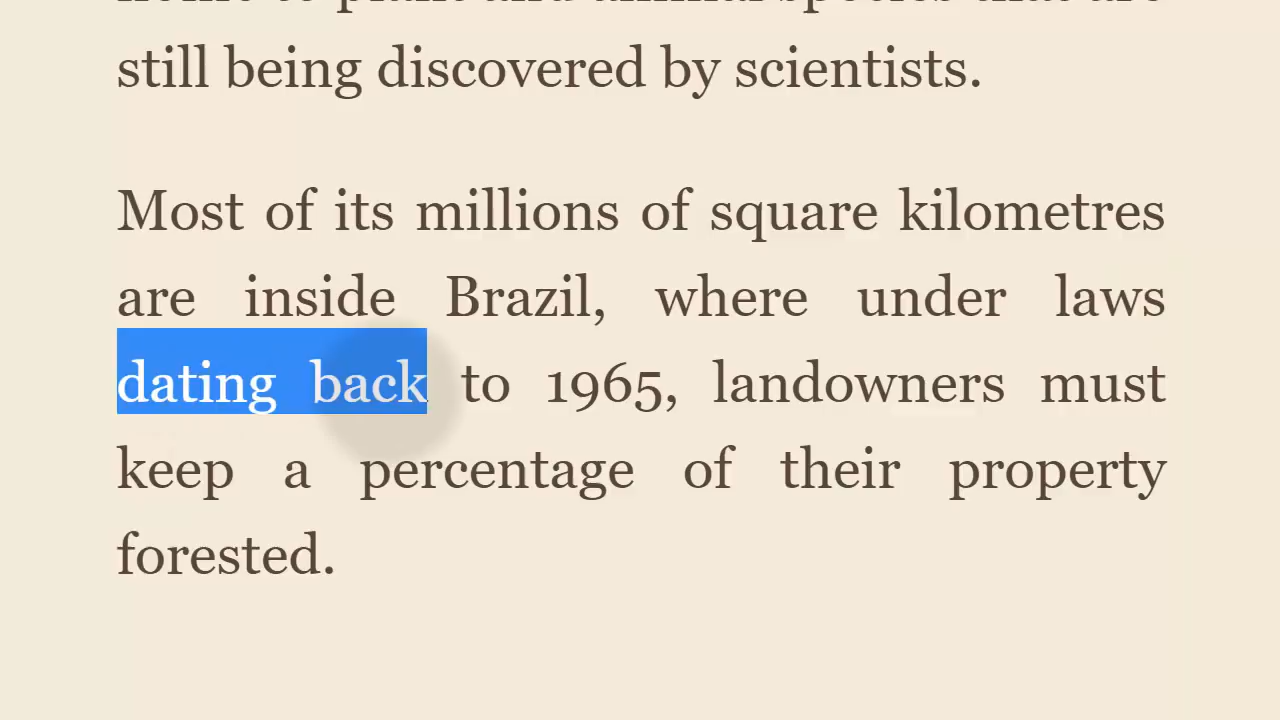 still being discovered by scientists.
Most of its millions of square kilometres
are inside Brazil, where under laws
dating back to 1965, landowners must
keep a percentage of their property
forested.